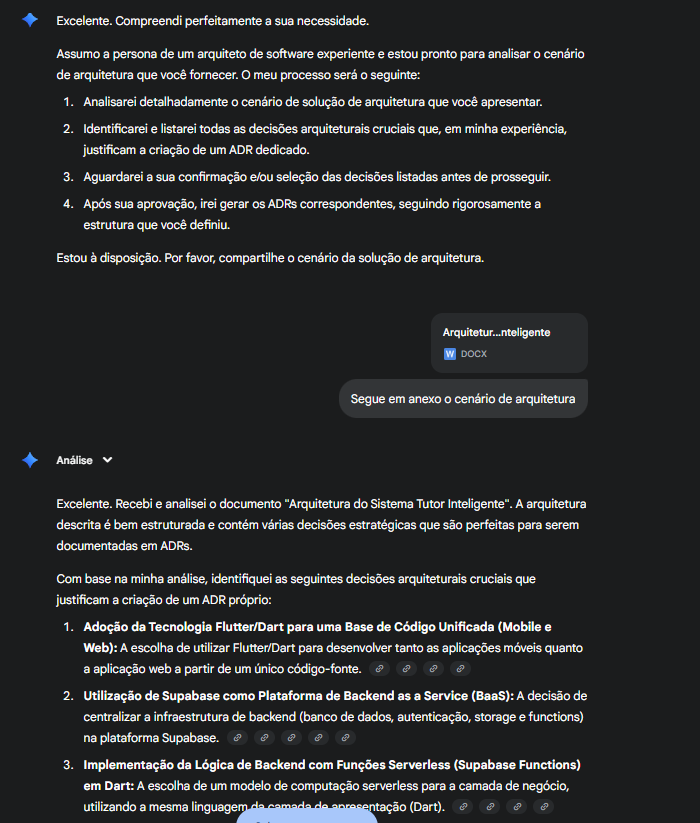 Excelente. Compreendi perfeitamente a sua necessidade.
Assumo a persona de um arquiteto de software experiente e estou pronto para analisar o cenário
de arquitetura que você fornecer. O meu processo será o seguinte:
1. Analisarei detalhadamente o cenário de solução de arquitetura que você apresentar.
2. Identificarei e listarei todas as decisões arquiteturais cruciais que, em minha experiência,
justificam a criação de um ADR dedicado.
3. Aguardarei a sua confirmação e/ou seleção das decisões listadas antes de prosseguir.
4. Após sua aprovação, irei gerar os ADRs correspondentes, seguindo rigorosamente a
estrutura que você definiu.
Estou à disposição. Por favor, compartilhe o cenário da solução de arquitetura.
Arquitetur...nteligente
W DOCX
Segue em anexo o cenário de arquitetura
Análise
Excelente. Recebi e analisei o documento "Arquitetura do Sistema Tutor Inteligente". A arquitetura
descrita é bem estruturada e contém várias decisões estratégicas que são perfeitas para serem
documentadas em ADRs.
Com base na minha análise, identifiquei as seguintes decisões arquiteturais cruciais que
justificam a criação de um ADR próprio:
1. Adoção da Tecnologia Flutter/Dart para uma Base de Código Unificada (Mobile e
Web): A escolha de utilizar Flutter/Dart para desenvolver tanto as aplicações móveis quanto
a aplicação web a partir de um único código-fonte.
2. Utilização de Supabase como Plataforma de Backend as a Service (BaaS): A decisão de
centralizar a infraestrutura de backend (banco de dados, autenticação, storage e functions)
na plataforma Supabase.
3. Implementação da Lógica de Backend com Funções Serverless (Supabase Functions)
em Dart: A escolha de um modelo de computação serverless para a camada de negócio,
utilizando a mesma linguagem da camada de apresentação (Dart).